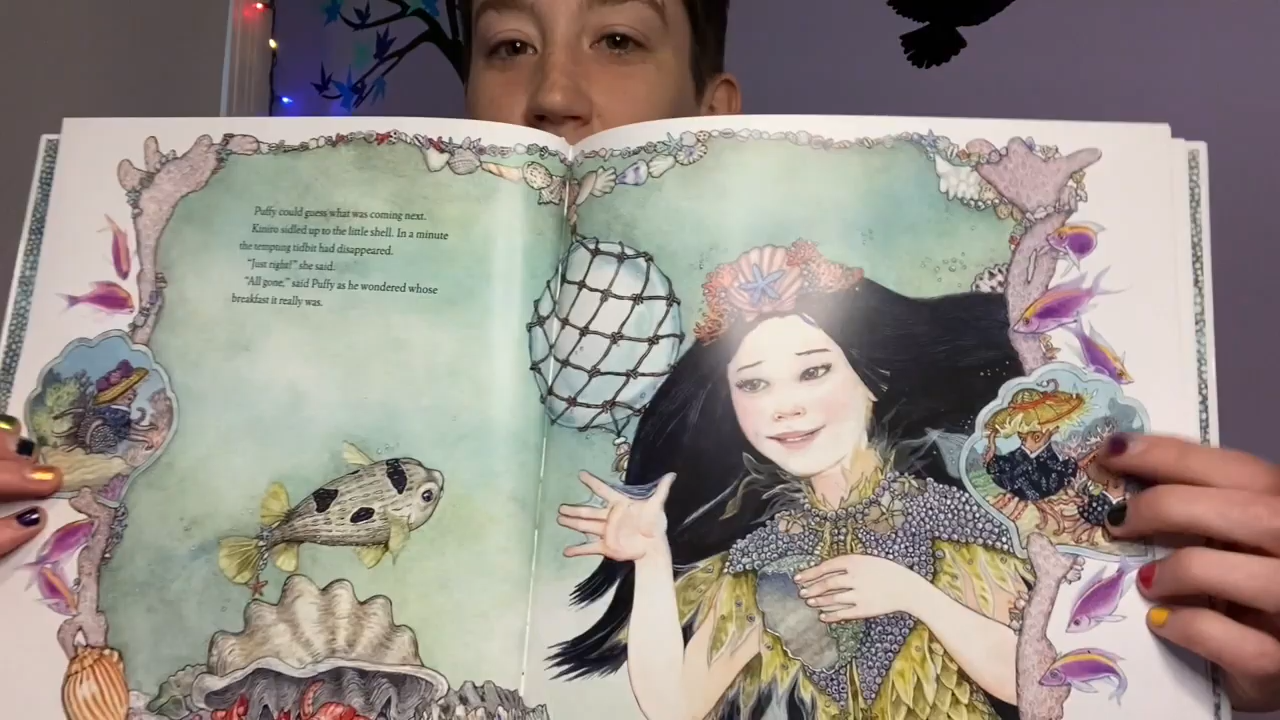 Puffy could guess what was coming next.
Kiniro sidled up to the little shell. In a minute
the tempting tidbit had disappeared.
"Just right!" she said.
"All gone," said Puffy as he wondered whose
breakfast it really was.